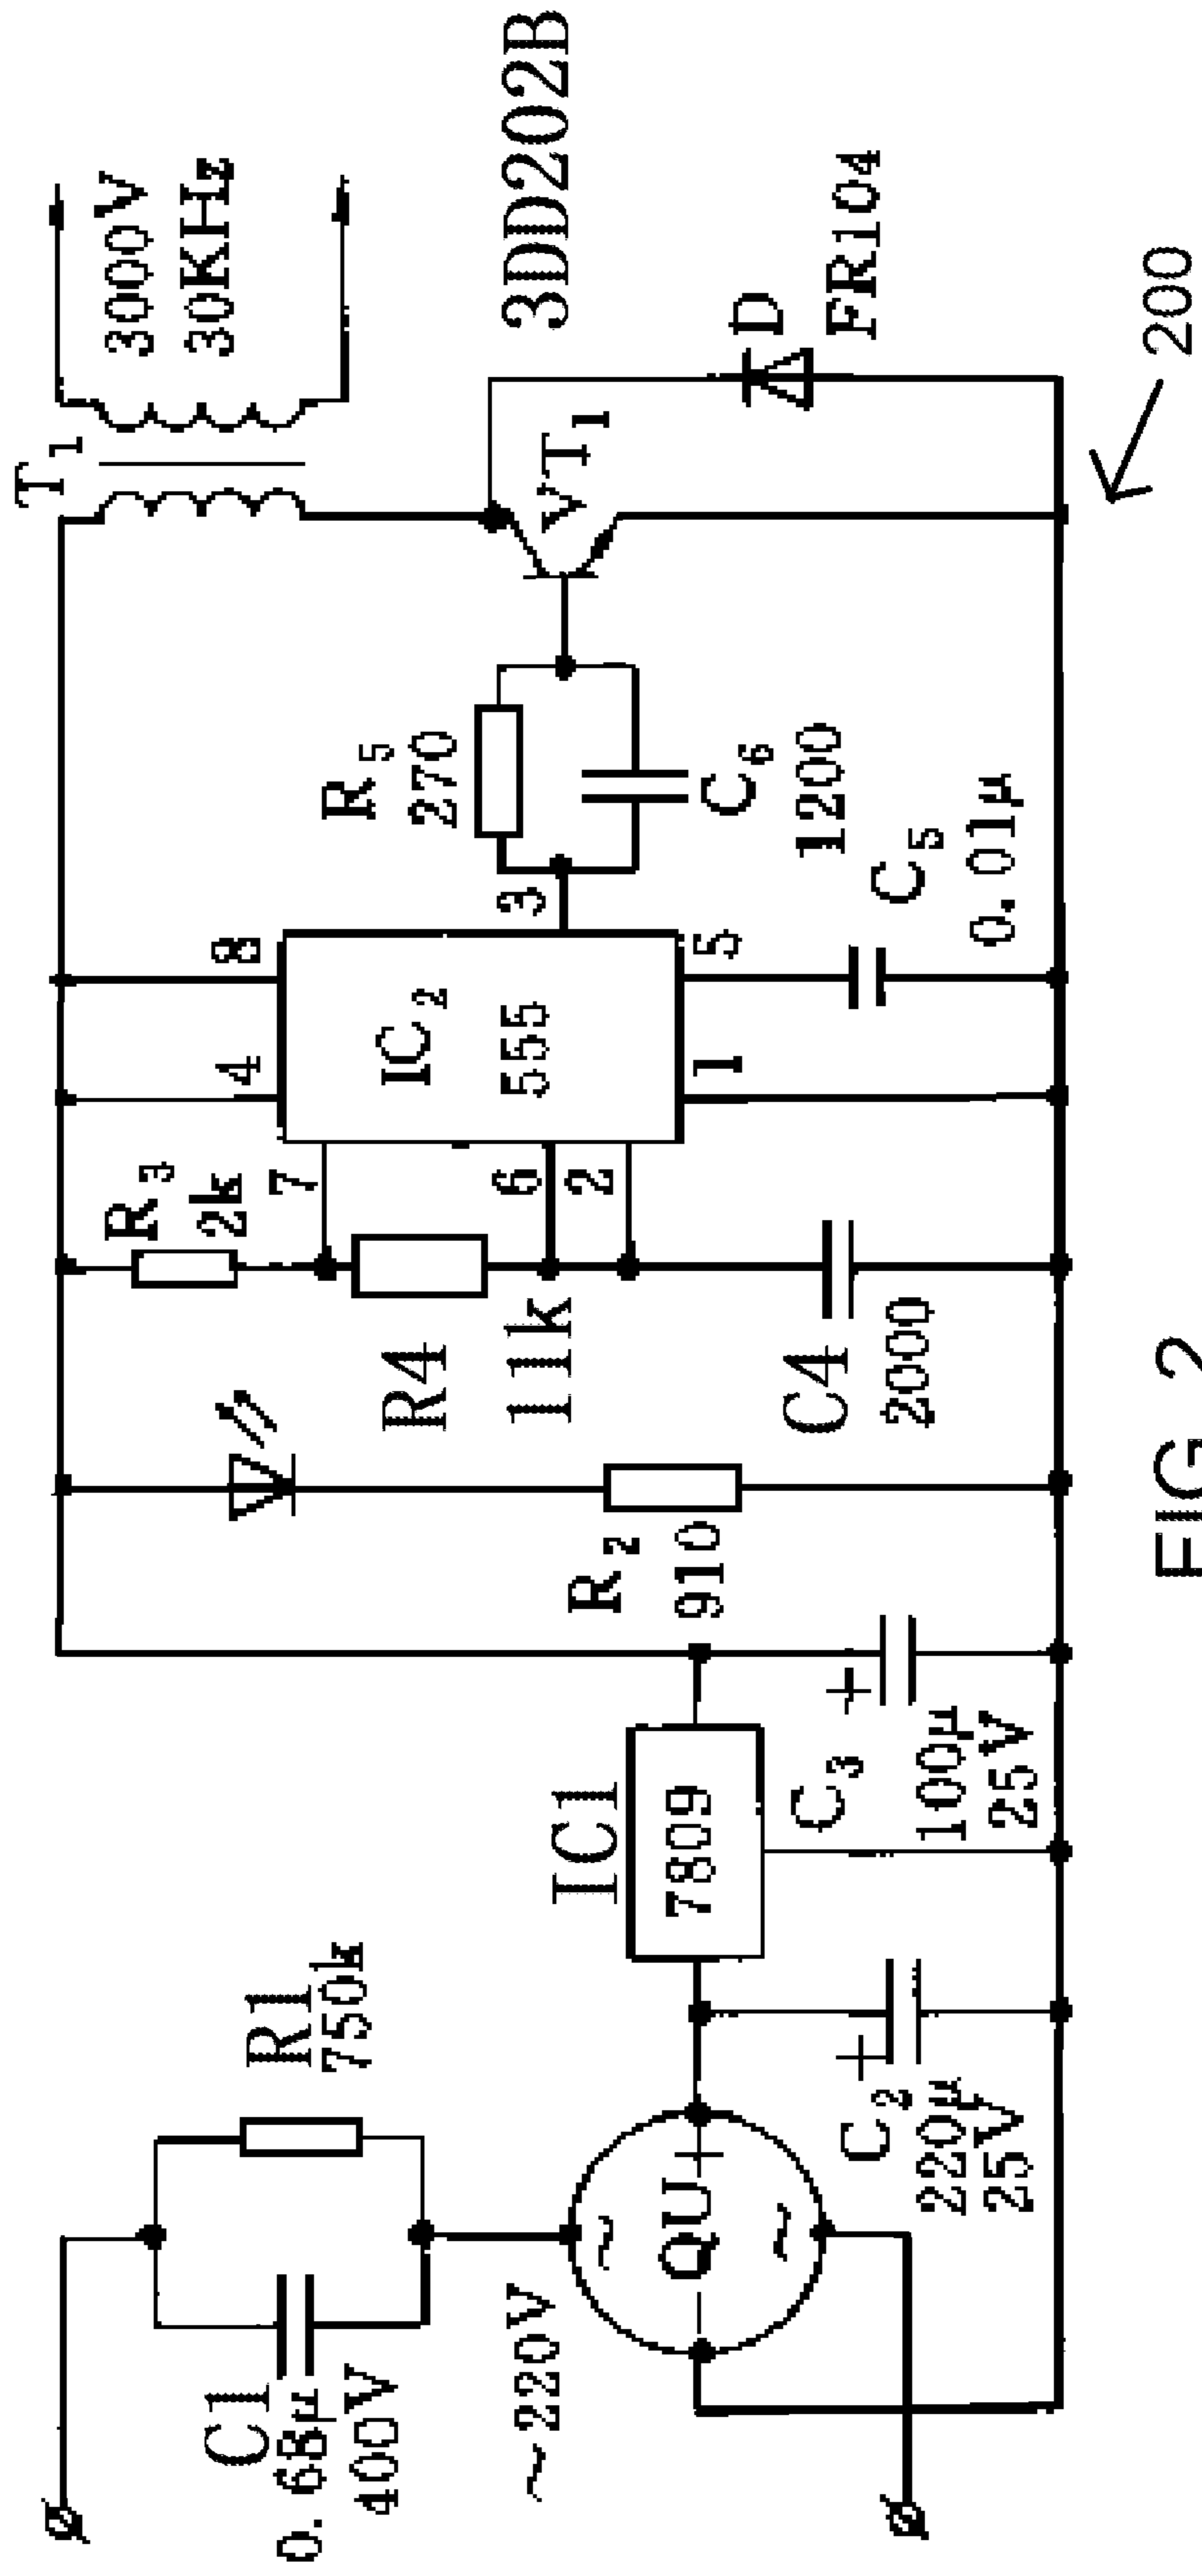 C1
0.68μ
400V
R1
750k
~220V
~
QU
+
-
~
+
C2
220μ
25V
IC1
7809
+
C3
100μ
25V
R2
910
R3
2k
R4
11k
C4
2000
7
6
2
4
8
IC2
555
1
5
3
R5
270
C6
1200
C5
0.01μ
T1
3000V
30KHz
VT1
3DD202B
D
FR104
200
FIG. 2